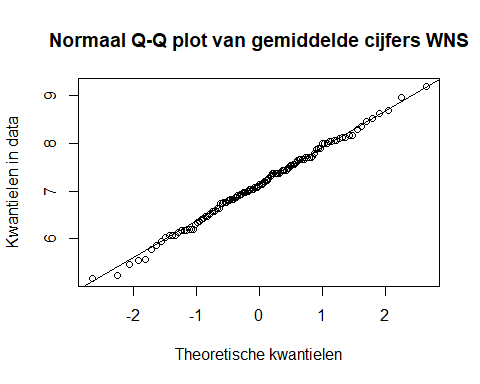 Normaal Q-Q plot van gemiddelde cijfers WNS
Kwantielen in data
9
8
7
6
-2 -1 0 1 2
Theoretische kwantielen